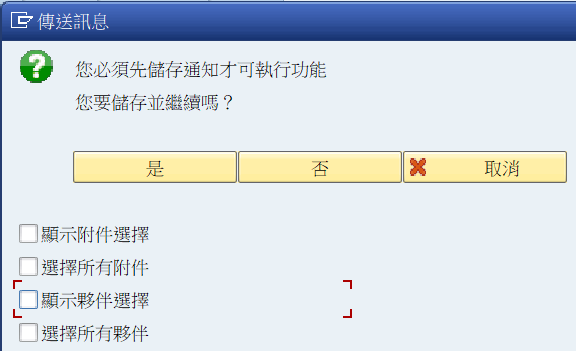 傳送訊息
您必須先儲存通知才可執行功能
您要儲存並繼續嗎？
是 否 取消
顯示附件選擇
選擇所有附件
顯示夥伴選擇
選擇所有夥伴